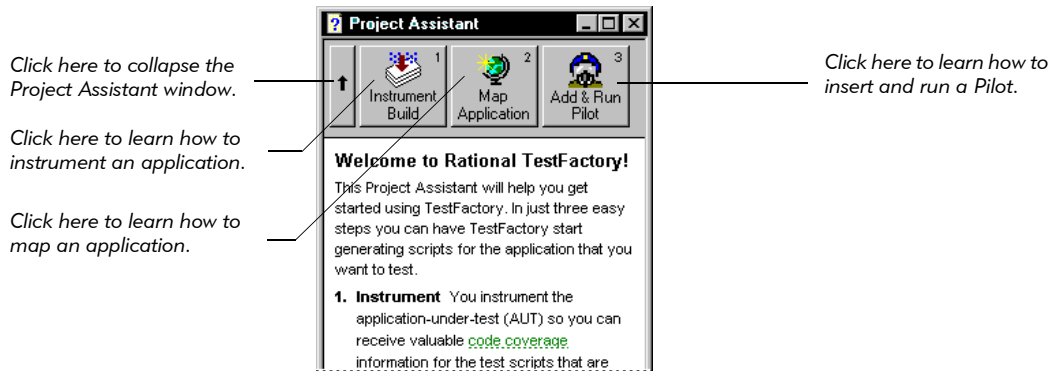 Project Assistant
Click here to collapse the
Project Assistant window.
Click here to learn how to
instrument an application.
Click here to learn how to
map an application.
1
Instrument
Build
2
Map
Application
3
Add & Run
Pilot
Click here to learn how to
insert and run a Pilot.
Welcome to Rational TestFactory!
This Project Assistant will help you get
started using TestFactory. In just three easy
steps you can have TestFactory start
generating scripts for the application that you
want to test.
1. Instrument You instrument the
application-under-test (AUT) so you can
receive valuable code coverage
information for the test scripts that are